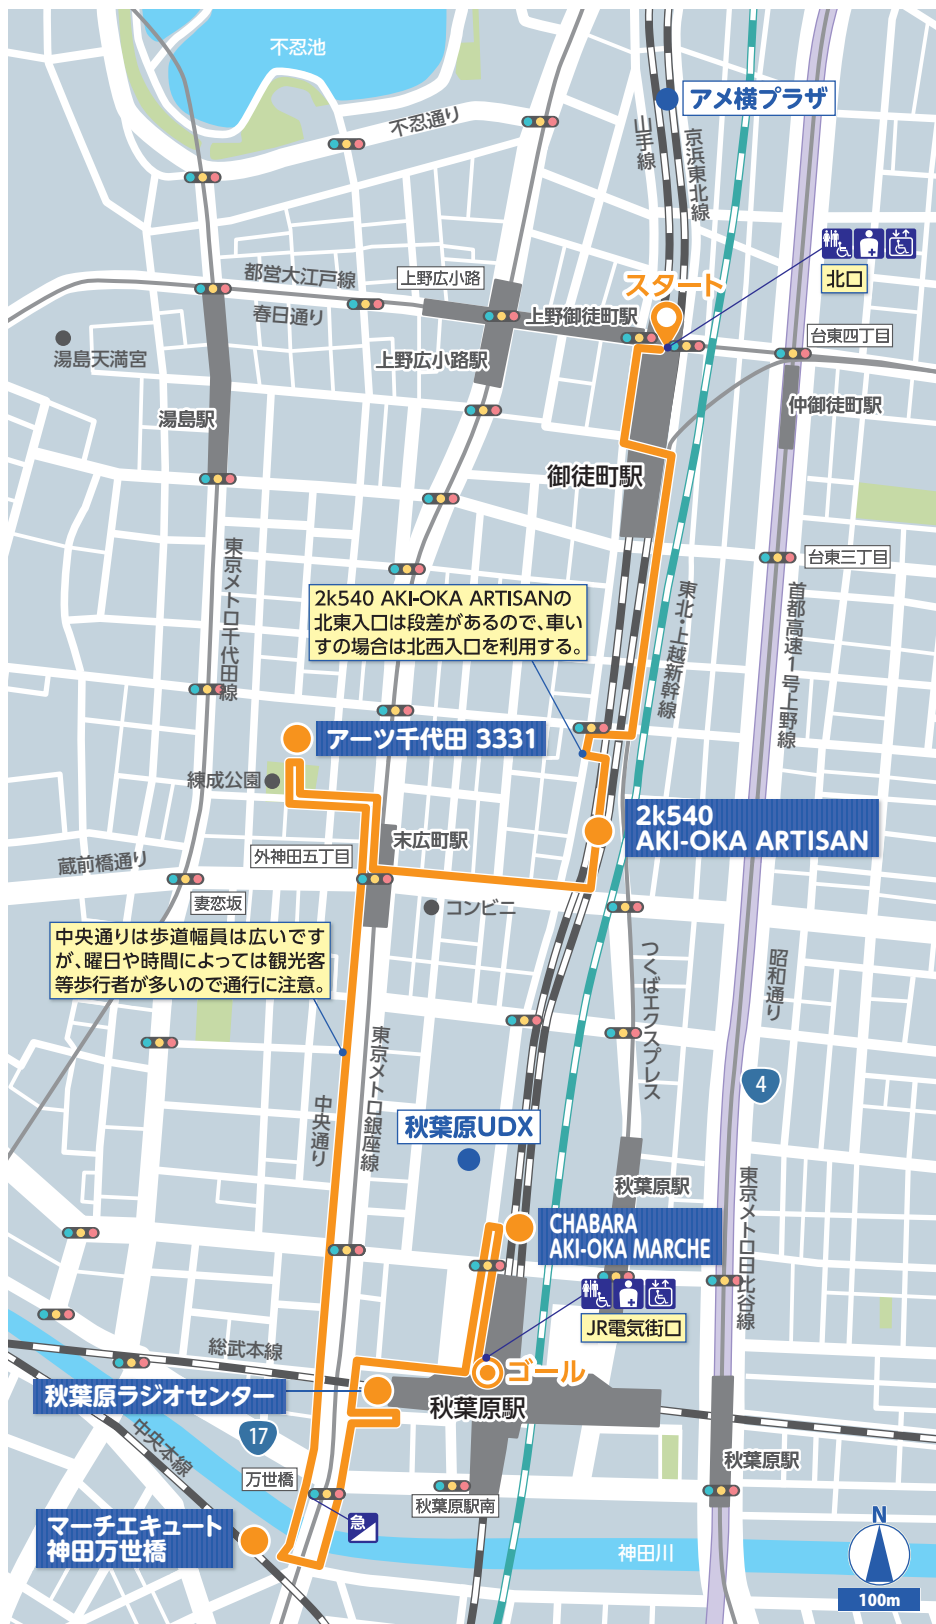 不忍池
不忍通り
アメ横プラザ
山手線
京浜東北線
北口
スタート
都営大江戸線
春日通り
上野広小路
上野御徒町駅
台東四丁目
湯島天満宮
上野広小路駅
湯島駅
仲御徒町駅
御徒町駅
台東三丁目
東京メトロ千代田線
2k540 AKI-OKA ARTISANの
北東入口は段差があるので、車い
すの場合は北西入口を利用する。
東北・上越新幹線
首都高速1号上野線
アーツ千代田 3331
練成公園
2k540
AKI-OKA ARTISAN
末広町駅
外神田五丁目
蔵前橋通り
妻恋坂
コンビニ
中央通りは歩道幅員は広いです
が、曜日や時間によっては観光客
等歩行者が多いので通行に注意。
つくばエクスプレス
昭和通り
東京メトロ銀座線
中央通り
4
秋葉原UDX
秋葉原駅
東京メトロ日比谷線
CHABARA
AKI-OKA MARCHE
JR電気街口
総武本線
ゴール
秋葉原ラジオセンター
秋葉原駅
17
中央本線
万世橋
秋葉原駅
秋葉原駅南
急
マーチエキュート
神田万世橋
神田川
N
100m